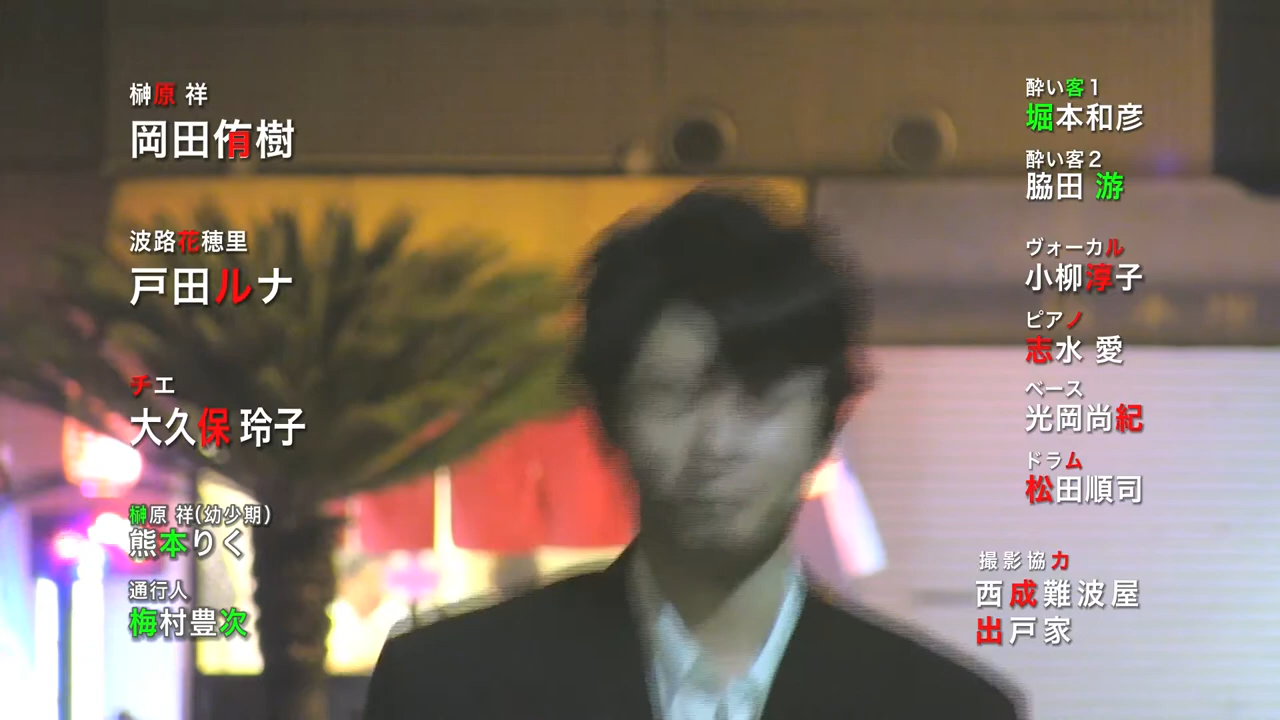 榊原 祥
岡田侑樹
波路花穂里
戸田ルナ
チエ
大久保 玲子
榊原 祥(幼少期)
熊本りく
通行人
梅村豊次
酔い客1
堀本和彦
酔い客2
脇田 游
ヴォーカル
小柳淳子
ピアノ
志水 愛
ベース
光岡尚紀
ドラム
松田順司
撮影協力
西成難波屋
出戸家